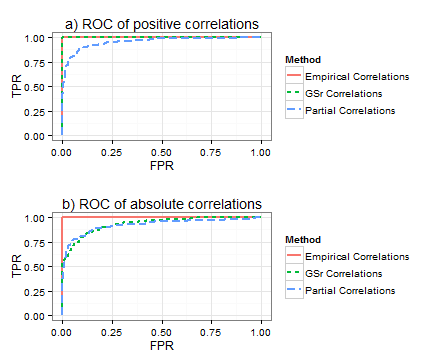 a) ROC of positive correlations
1.00
0.75
0.50
0.25
0.00
TPR
0.00 0.25 0.50 0.75 1.00
FPR
Method
Empirical Correlations
GSr Correlations
Partial Correlations
b) ROC of absolute correlations
1.00
0.75
0.50
0.25
0.00
TPR
0.00 0.25 0.50 0.75 1.00
FPR
Method
Empirical Correlations
GSr Correlations
Partial Correlations